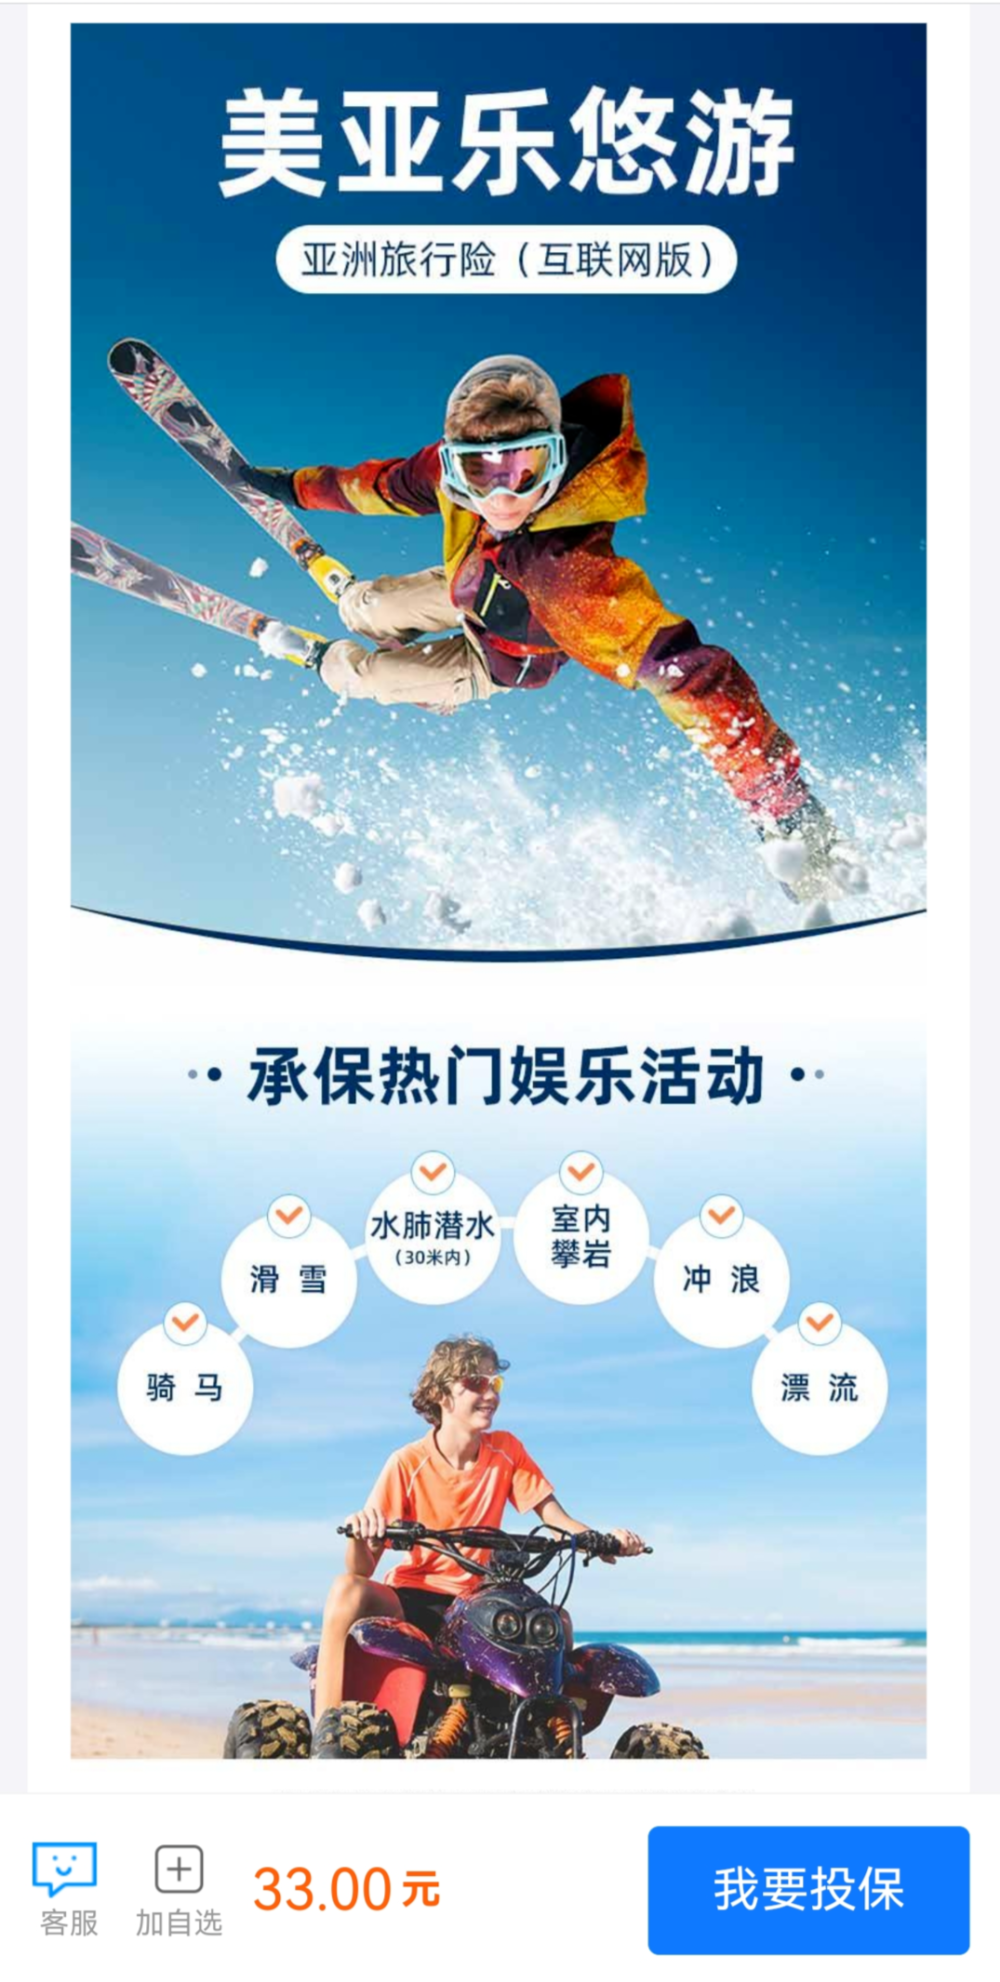 美亚乐悠游
亚洲旅行险（互联网版）
承保热门娱乐活动
骑马
滑雪
水肺潜水
（30米内）
室内
攀岩
冲浪
漂流
客服
加自选
33.00元
我要投保